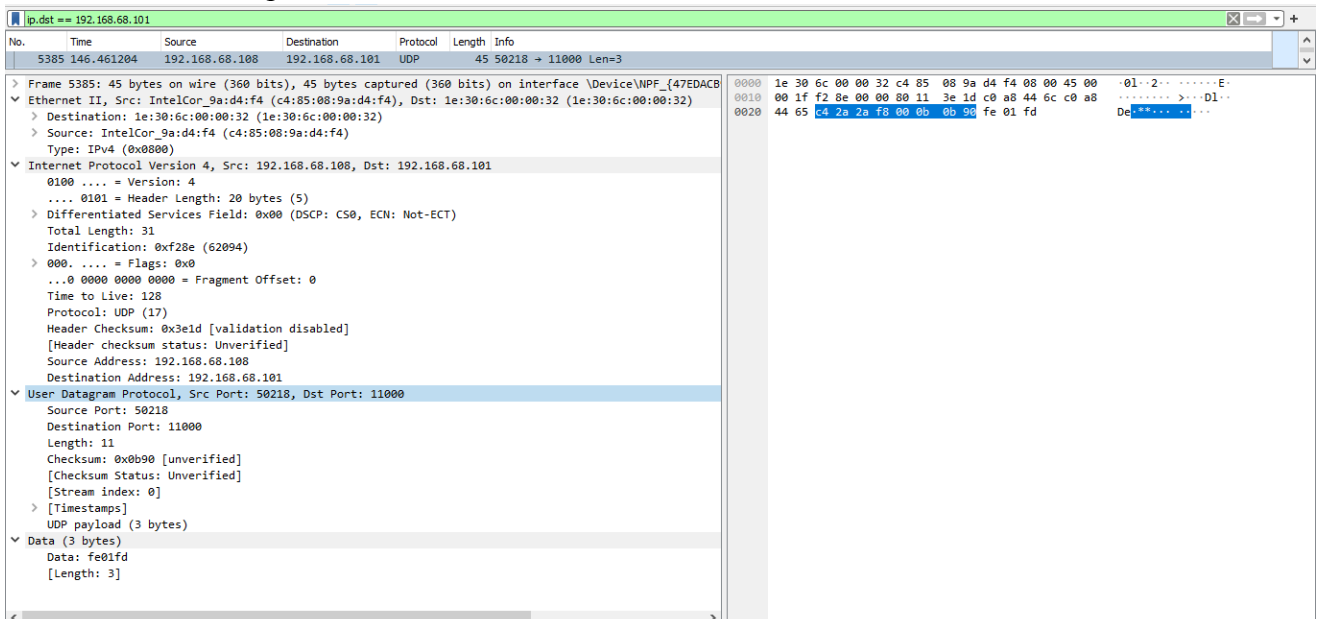 ip.dst == 192.168.68.101
No. Time Source Destination Protocol Length Info
5385 146.461204 192.168.68.108 192.168.68.101 UDP 45 50218 → 11000 Len=3
Frame 5385: 45 bytes on wire (360 bits), 45 bytes captured (360 bits) on interface \Device\NPF_{47EDACB
Ethernet II, Src: IntelCor_9a:d4:f4 (c4:85:08:9a:d4:f4), Dst: 1e:30:6c:00:00:32 (1e:30:6c:00:00:32)
Destination: 1e:30:6c:00:00:32 (1e:30:6c:00:00:32)
Source: IntelCor_9a:d4:f4 (c4:85:08:9a:d4:f4)
Type: IPv4 (0x0800)
Internet Protocol Version 4, Src: 192.168.68.108, Dst: 192.168.68.101
0100 .... = Version: 4
.... 0101 = Header Length: 20 bytes (5)
Differentiated Services Field: 0x00 (DSCP: CS0, ECN: Not-ECT)
Total Length: 31
Identification: 0xf28e (62094)
000. .... = Flags: 0x0
...0 0000 0000 0000 = Fragment Offset: 0
Time to Live: 128
Protocol: UDP (17)
Header Checksum: 0x3e1d [validation disabled]
[Header checksum status: Unverified]
Source Address: 192.168.68.108
Destination Address: 192.168.68.101
User Datagram Protocol, Src Port: 50218, Dst Port: 11000
Source Port: 50218
Destination Port: 11000
Length: 11
Checksum: 0x0b90 [unverified]
[Checksum Status: Unverified]
[Stream index: 0]
[Timestamps]
UDP payload (3 bytes)
Data (3 bytes)
Data: fe01fd
[Length: 3]
0000 1e 30 6c 00 00 32 c4 85 08 9a d4 f4 08 00 45 00 ·0l··2·· ······E·
0010 00 1f f2 8e 00 00 80 11 3e 1d c0 a8 44 6c c0 a8 ········ >···Dl··
0020 44 65 c4 2a 2a f8 00 0b 0b 90 fe 01 fd De·**··· ·····